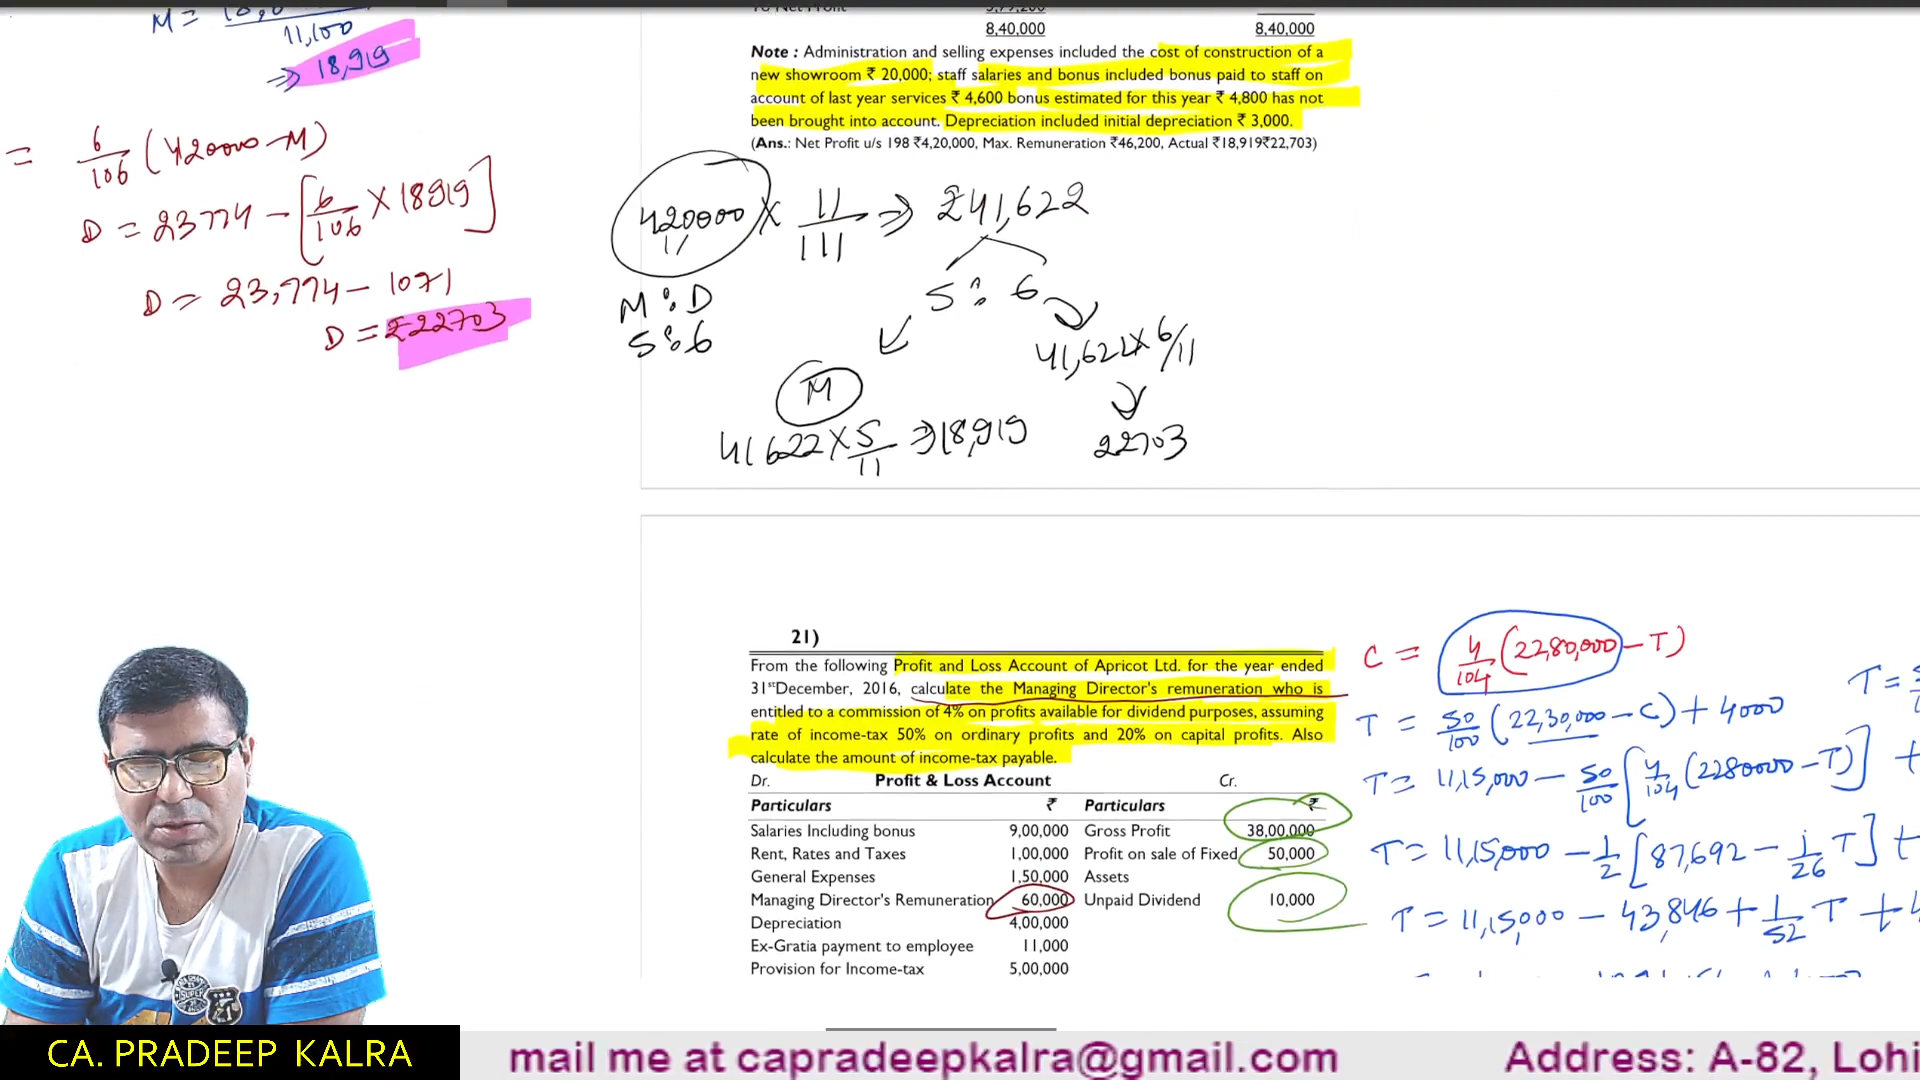 M = 11,100
⇒ 18,919
= 6/106 (42000-M)
D = 23774 - [6/106 × 18919]
D = 23,774 - 1071
D = ₹22703
8,40,000 8,40,000
Note : Administration and selling expenses included the cost of construction of a
new showroom ₹ 20,000; staff salaries and bonus included bonus paid to staff on
account of last year services ₹ 4,600 bonus estimated for this year ₹ 4,800 has not
been brought into account. Depreciation included initial depreciation ₹ 3,000.
(Ans.: Net Profit u/s 198 ₹4,20,000, Max. Remuneration ₹46,200, Actual ₹18,919₹22,703)
420000 × 11/111 ⇒ ₹41,622
M : D
5 : 6
5 : 6
41,622 × 6/11
M
41622 × 5/11 ⇒ 18,919
22703
21)
From the following Profit and Loss Account of Apricot Ltd. for the year ended
31stDecember, 2016, calculate the Managing Director's remuneration who is
entitled to a commission of 4% on profits available for dividend purposes, assuming
rate of income-tax 50% on ordinary profits and 20% on capital profits. Also
calculate the amount of income-tax payable.
Dr. Profit & Loss Account Cr.
Particulars ₹ Particulars ₹
Salaries Including bonus 9,00,000 Gross Profit 38,00,000
Rent, Rates and Taxes 1,00,000 Profit on sale of Fixed 50,000
General Expenses 1,50,000 Assets
Managing Director's Remuneration 60,000 Unpaid Dividend 10,000
Depreciation 4,00,000
Ex-Gratia payment to employee 11,000
Provision for Income-tax 5,00,000
C = 4/104 (22,80,000 - T)
T = 50/100 (22,30,000 - C) + 4000
T = 11,15,000 - 50/100 [4/104 (2280000 - T)] +
T = 11,15,000 - 1/2 [87,692 - 1/26 T] +
T = 11,15,000 - 43,846 + 1/52 T +
T =
CA. PRADEEP KALRA
mail me at capradeepkalra@gmail.com
Address: A-82, Lohi